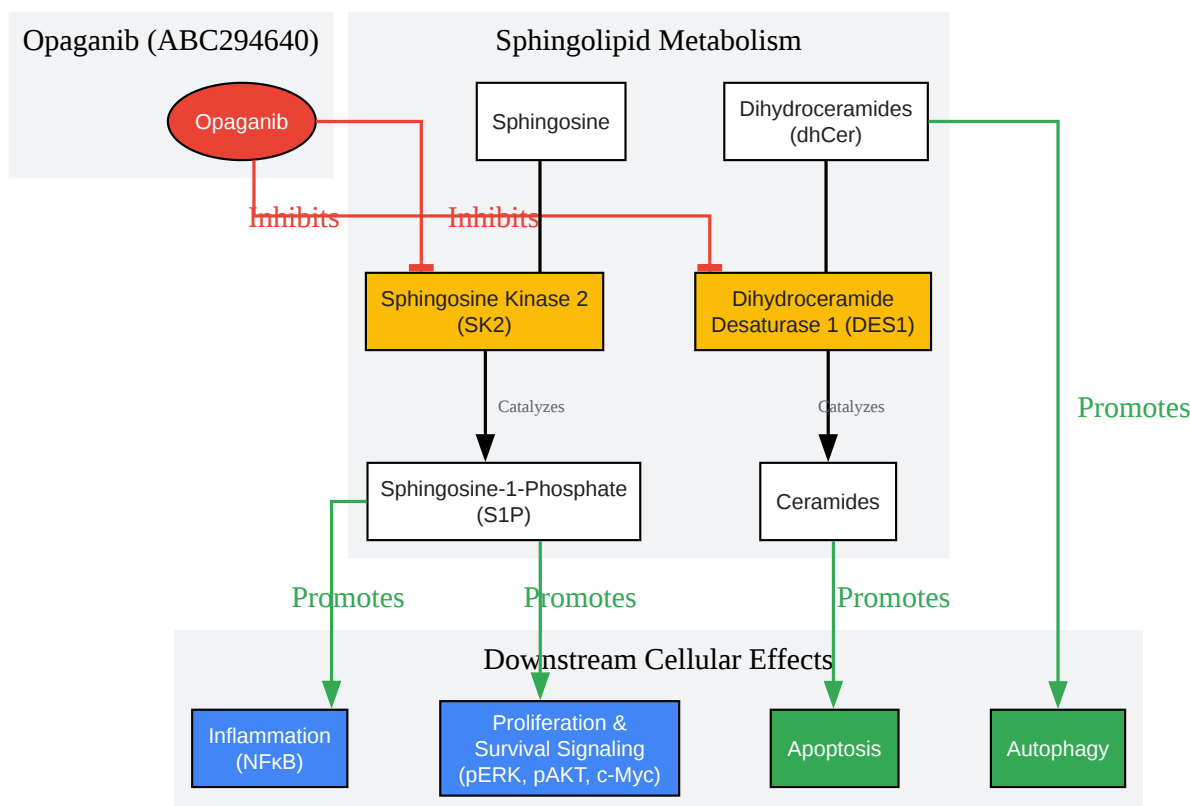 Opaganib (ABC294640)
Sphingolipid Metabolism
Opaganib
Sphingosine
Dihydroceramides
(dhCer)
Inhibits
Inhibits
Sphingosine Kinase 2
(SK2)
Dihydroceramide
Desaturase 1 (DES1)
Catalyzes
Catalyzes
Promotes
Sphingosine-1-Phosphate
(S1P)
Ceramides
Promotes
Promotes
Promotes
Downstream Cellular Effects
Inflammation
(NFκB)
Proliferation &
Survival Signaling
(pERK, pAKT, c-Myc)
Apoptosis
Autophagy